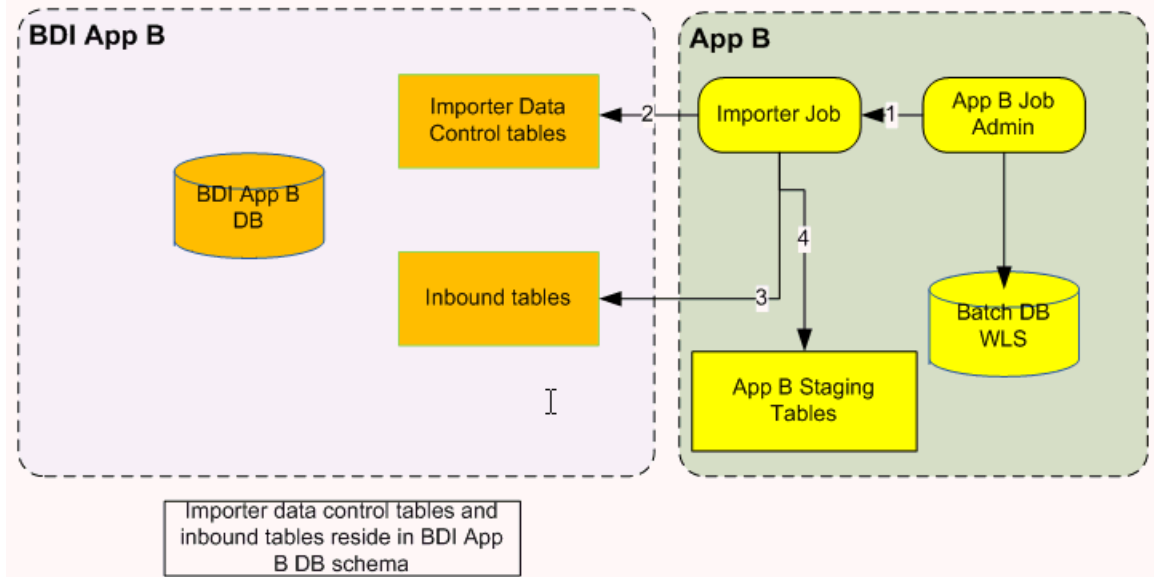 BDI App B
App B
Importer Data
Control tables
2
Importer Job
1
App B Job
Admin
BDI App B
DB
4
Inbound tables
3
Batch DB
WLS
App B Staging
Tables
Importer data control tables and
inbound tables reside in BDI App
B DB schema